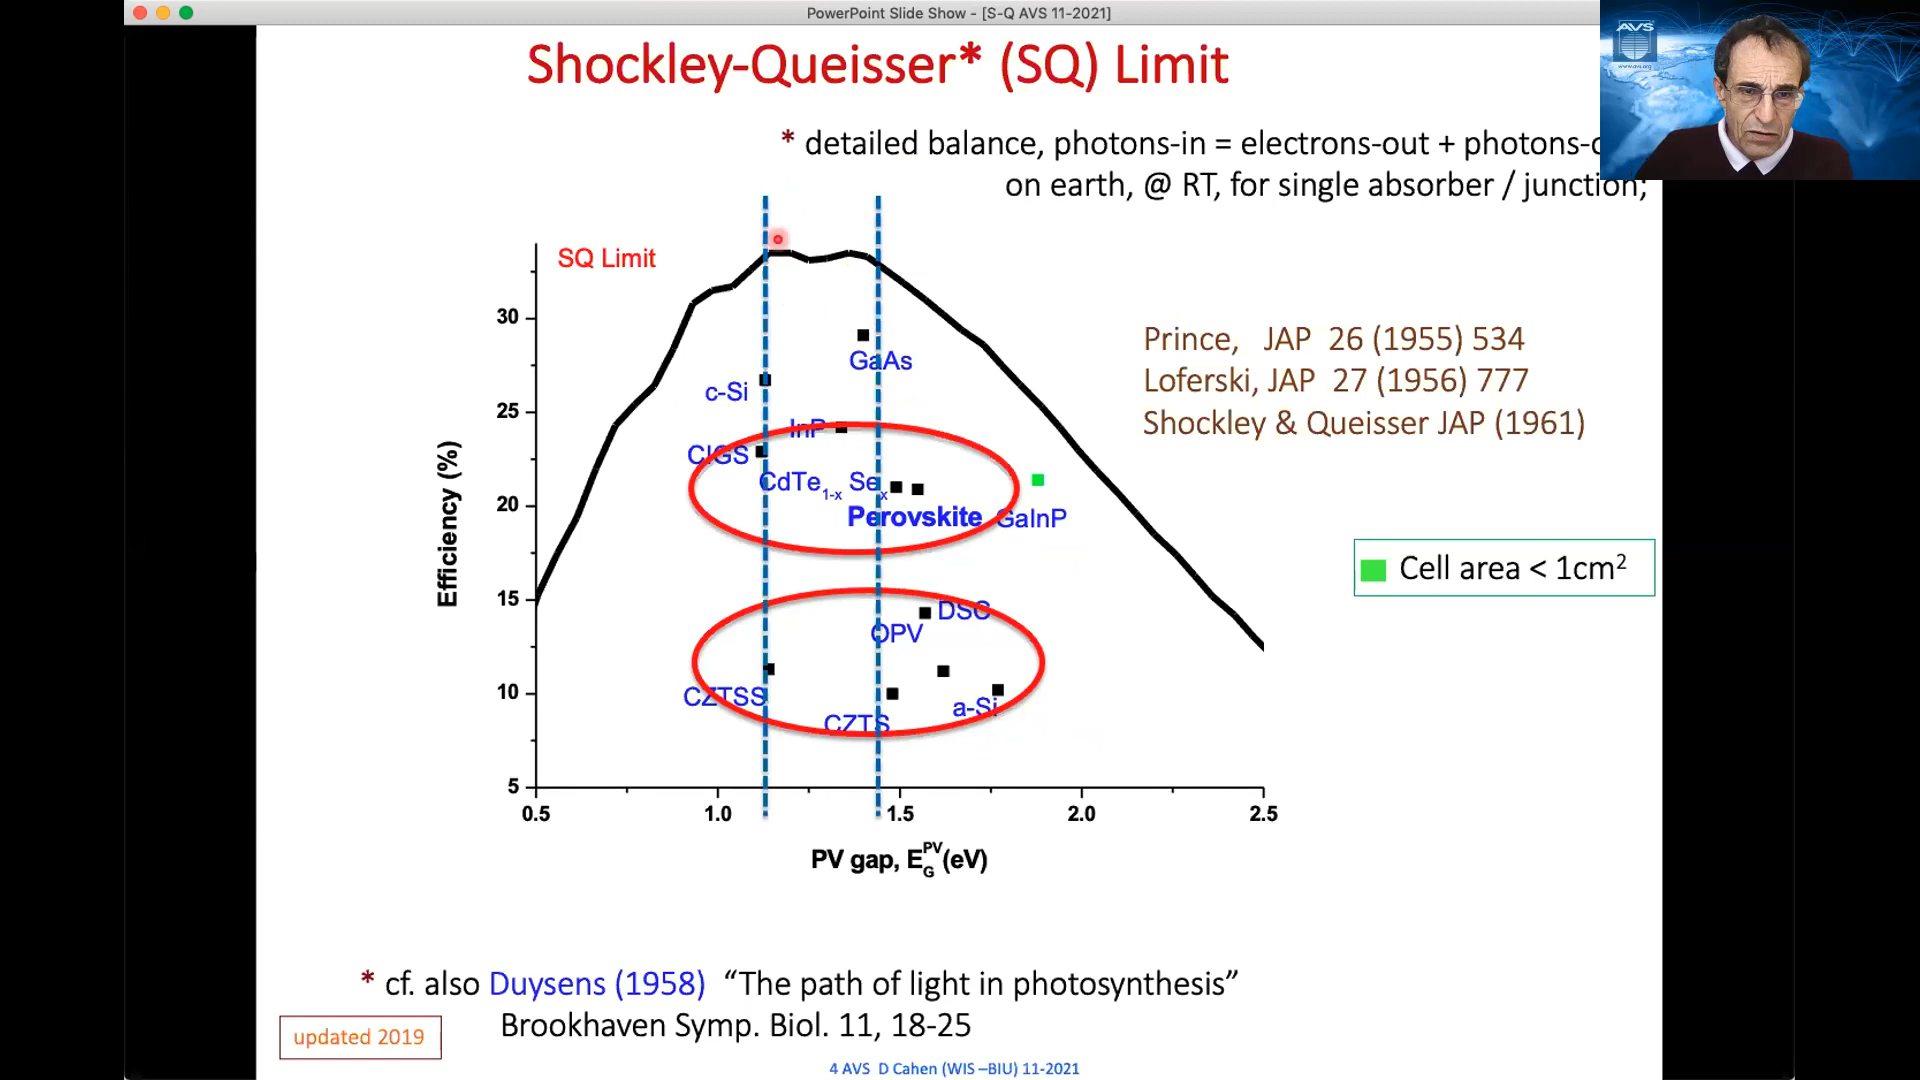 PowerPoint Slide Show - [S-Q AVS 11-2021]
AVS
www.avs.org
Shockley-Queisser* (SQ) Limit
* detailed balance, photons-in = electrons-out +
on earth, @ RT, for single absorber / junction;
SQ Limit
30
25
20
15
10
5
Efficiency (%)
GaAs
c-Si
InP
CIGS
CdTe1-x Sex
Perovskite
GaInP
DSC
OPV
CZTSS
a-Si
CZTS
0.5
1.0
1.5
2.0
2.5
PV gap, EGPV(eV)
Prince, JAP 26 (1955) 534
Loferski, JAP 27 (1956) 777
Shockley & Queisser JAP (1961)
Cell area < 1cm2
* cf. also Duysens (1958) “The path of light in photosynthesis”
Brookhaven Symp. Biol. 11, 18-25
updated 2019
4 AVS D Cahen (WIS –BIU) 11-2021